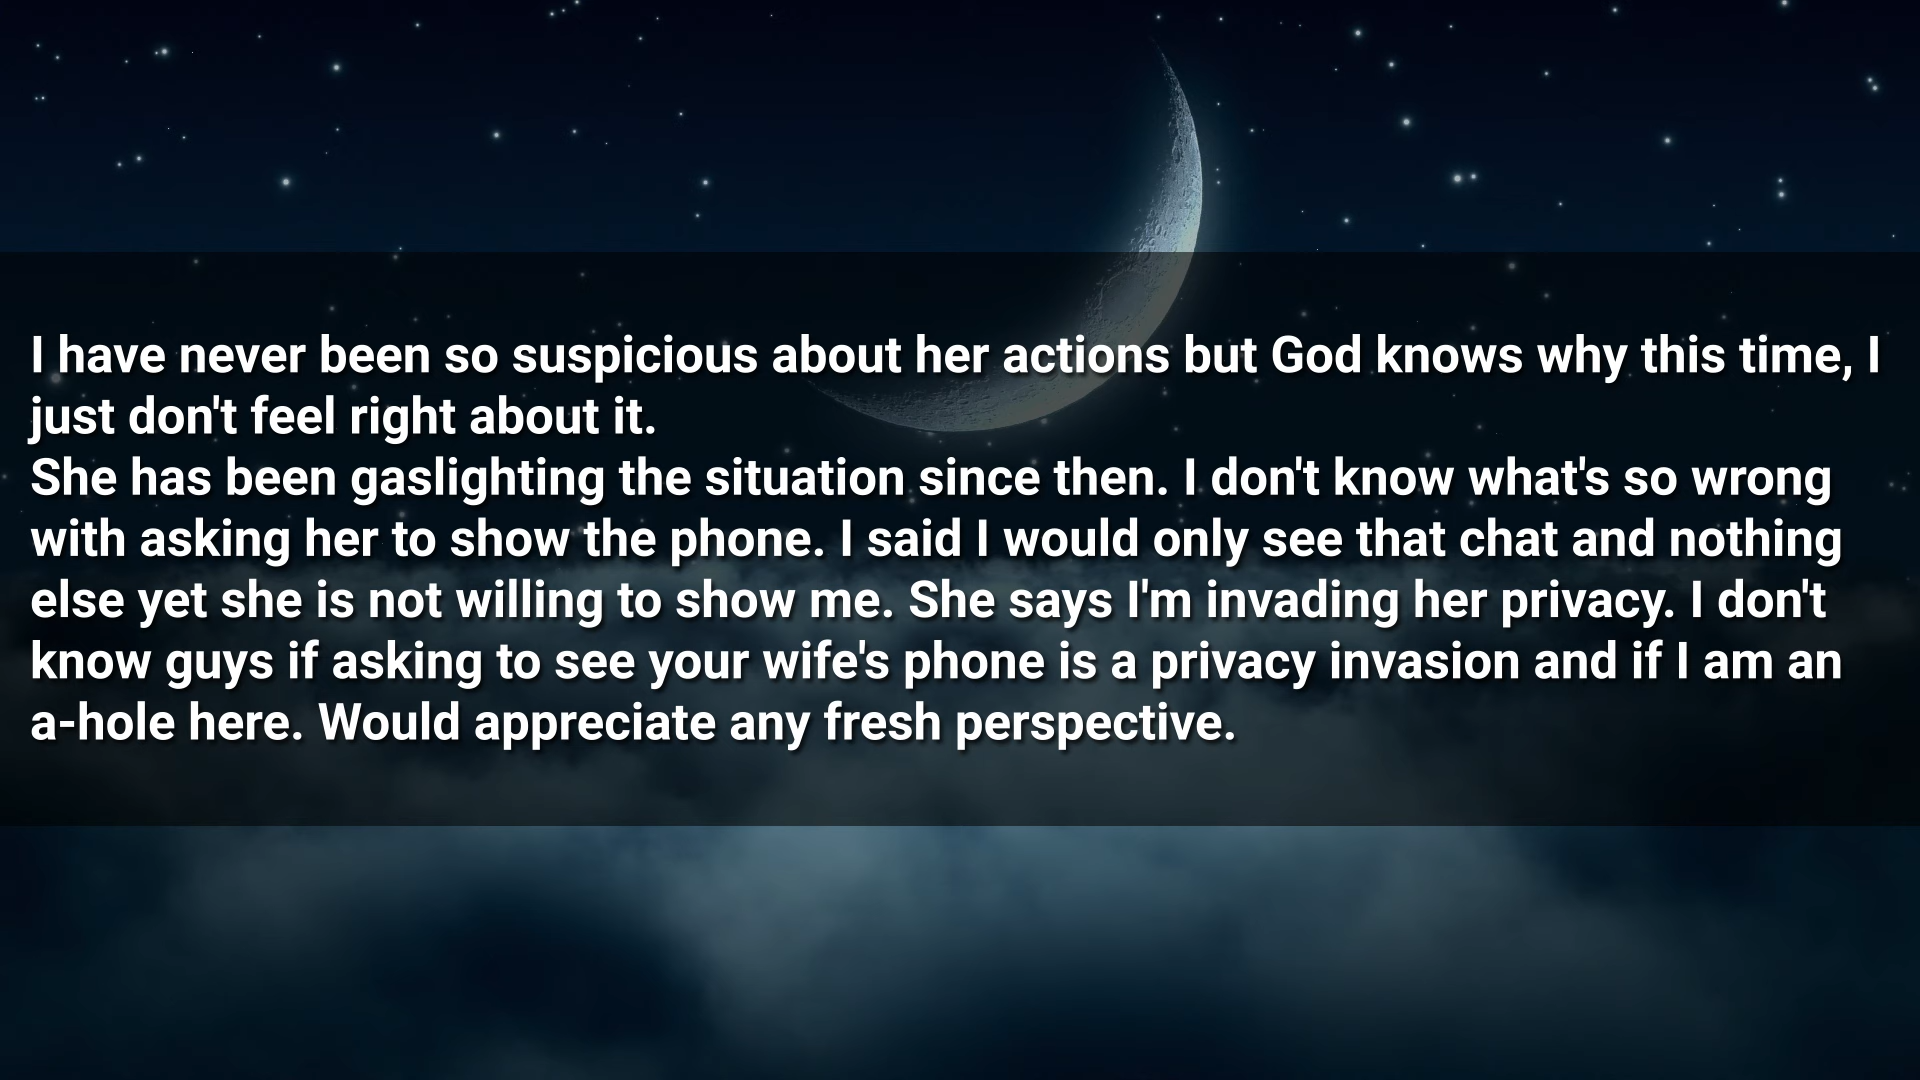 I have never been so suspicious about her actions but God knows why this time, I
just don't feel right about it.
She has been gaslighting the situation since then. I don't know what's so wrong
with asking her to show the phone. I said I would only see that chat and nothing
else yet she is not willing to show me. She says I'm invading her privacy. I don't
know guys if asking to see your wife's phone is a privacy invasion and if I am an
a-hole here. Would appreciate any fresh perspective.